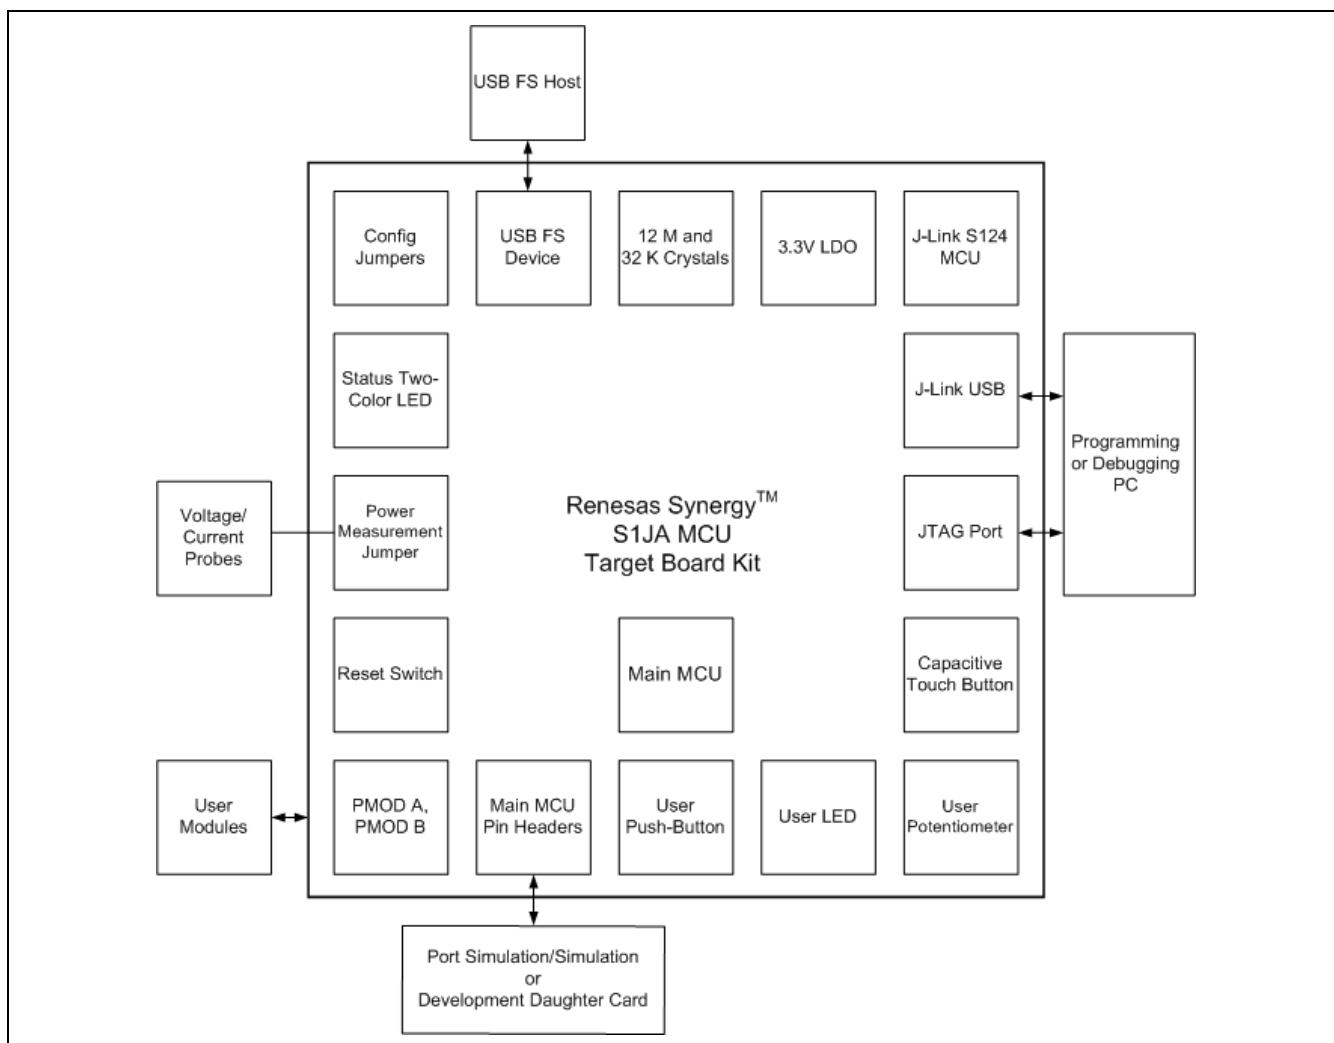 USB FS Host
Config
Jumpers
USB FS
Device
12 M and
32 K Crystals
3.3V LDO
J-Link S124
MCU
Status Two-
Color LED
J-Link USB
Programming
or Debugging
PC
Voltage/
Current
Probes
Power
Measurement
Jumper
Renesas Synergy™
S1JA MCU
Target Board Kit
JTAG Port
Reset Switch
Main MCU
Capacitive
Touch Button
User
Modules
PMOD A,
PMOD B
Main MCU
Pin Headers
User
Push-Button
User LED
User
Potentiometer
Port Simulation/Simulation
or
Development Daughter Card